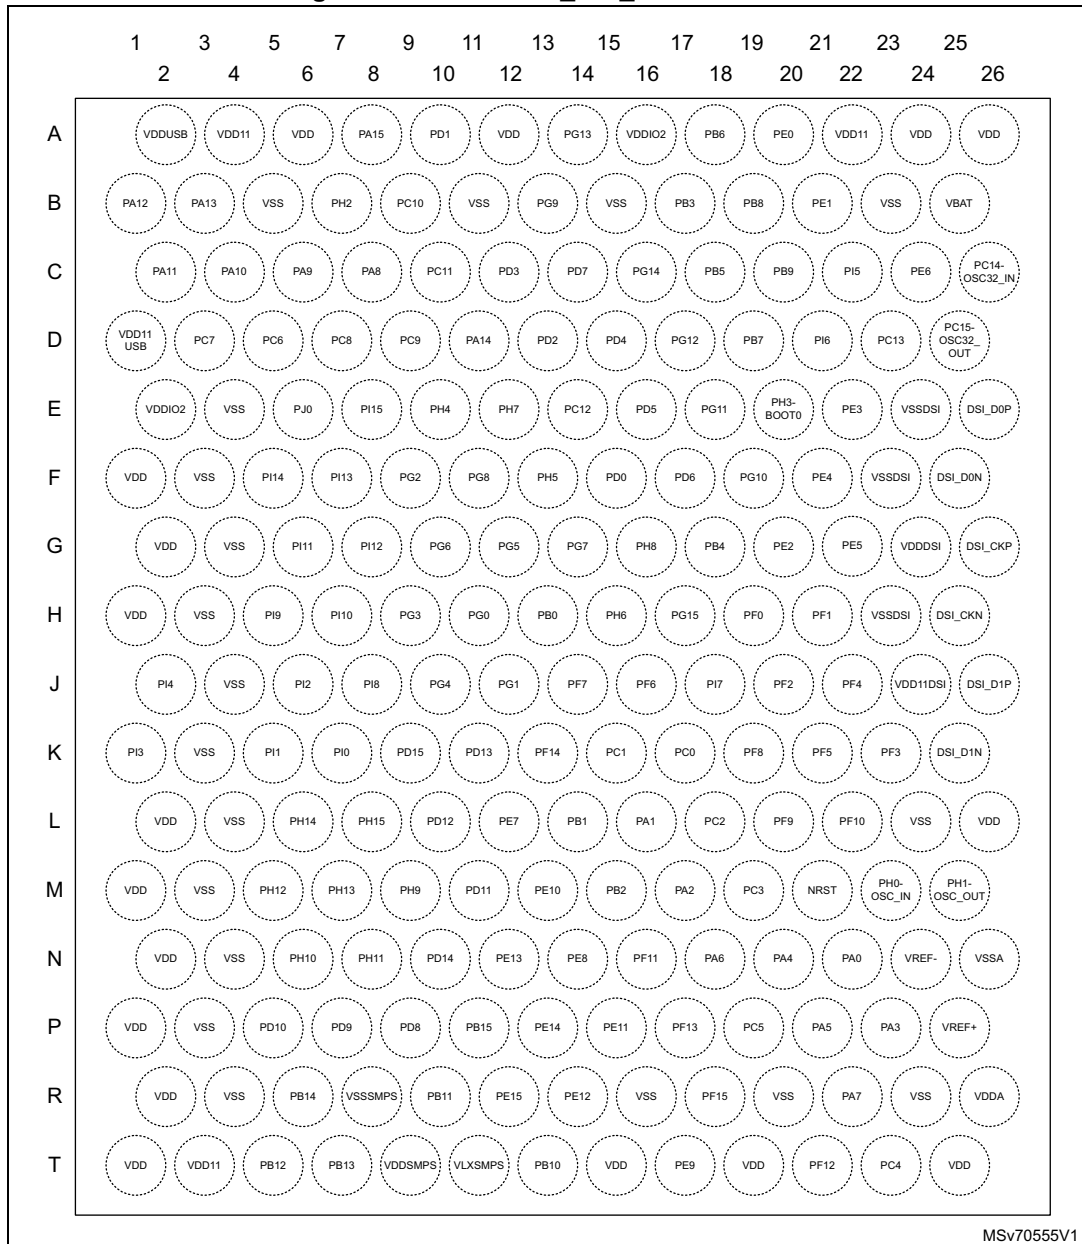 1 3 5 7 9 11 13 15 17 19 21 23 25
2 4 6 8 10 12 14 16 18 20 22 24 26
A VDDUSB VDD11 VDD PA15 PD1 VDD PG13 VDDIO2 PB6 PE0 VDD11 VDD VDD
B PA12 PA13 VSS PH2 PC10 VSS PG9 VSS PB3 PB8 PE1 VSS VBAT
C PA11 PA10 PA9 PA8 PC11 PD3 PD7 PG14 PB5 PB9 PI5 PE6 PC14-OSC32_IN
D VDD11 USB PC7 PC6 PC8 PC9 PA14 PD2 PD4 PG12 PB7 PI6 PC13 PC15-OSC32_OUT
E VDDIO2 VSS PJ0 PI15 PH4 PH7 PC12 PD5 PG11 PH3-BOOT0 PE3 VSSDSI DSI_D0P
F VDD VSS PI14 PI13 PG2 PG8 PH5 PD0 PD6 PG10 PE4 VSSDSI DSI_D0N
G VDD VSS PI11 PI12 PG6 PG5 PG7 PH8 PB4 PE2 PE5 VDDDSI DSI_CKP
H VDD VSS PI9 PI10 PG3 PG0 PB0 PH6 PG15 PF0 PF1 VSSDSI DSI_CKN
J PI4 VSS PI2 PI8 PG4 PG1 PF7 PF6 PI7 PF2 PF4 VDD11DSI DSI_D1P
K PI3 VSS PI1 PI0 PD15 PD13 PF14 PC1 PC0 PF8 PF5 PF3 DSI_D1N
L VDD VSS PH14 PH15 PD12 PE7 PB1 PA1 PC2 PF9 PF10 VSS VDD
M VDD VSS PH12 PH13 PH9 PD11 PE10 PB2 PA2 PC3 NRST PH0-OSC_IN PH1-OSC_OUT
N VDD VSS PH10 PH11 PD14 PE13 PE8 PF11 PA6 PA4 PA0 VREF- VSSA
P VDD VSS PD10 PD9 PD8 PB15 PE14 PE11 PF13 PC5 PA5 PA3 VREF+
R VDD VSS PB14 VSSSMPS PB11 PE15 PE12 VSS PF15 VSS PA7 VSS VDDA
T VDD VDD11 PB12 PB13 VDDSMPS VLXSMPS PB10 VDD PE9 VDD PF12 PC4 VDD
MSv70555V1